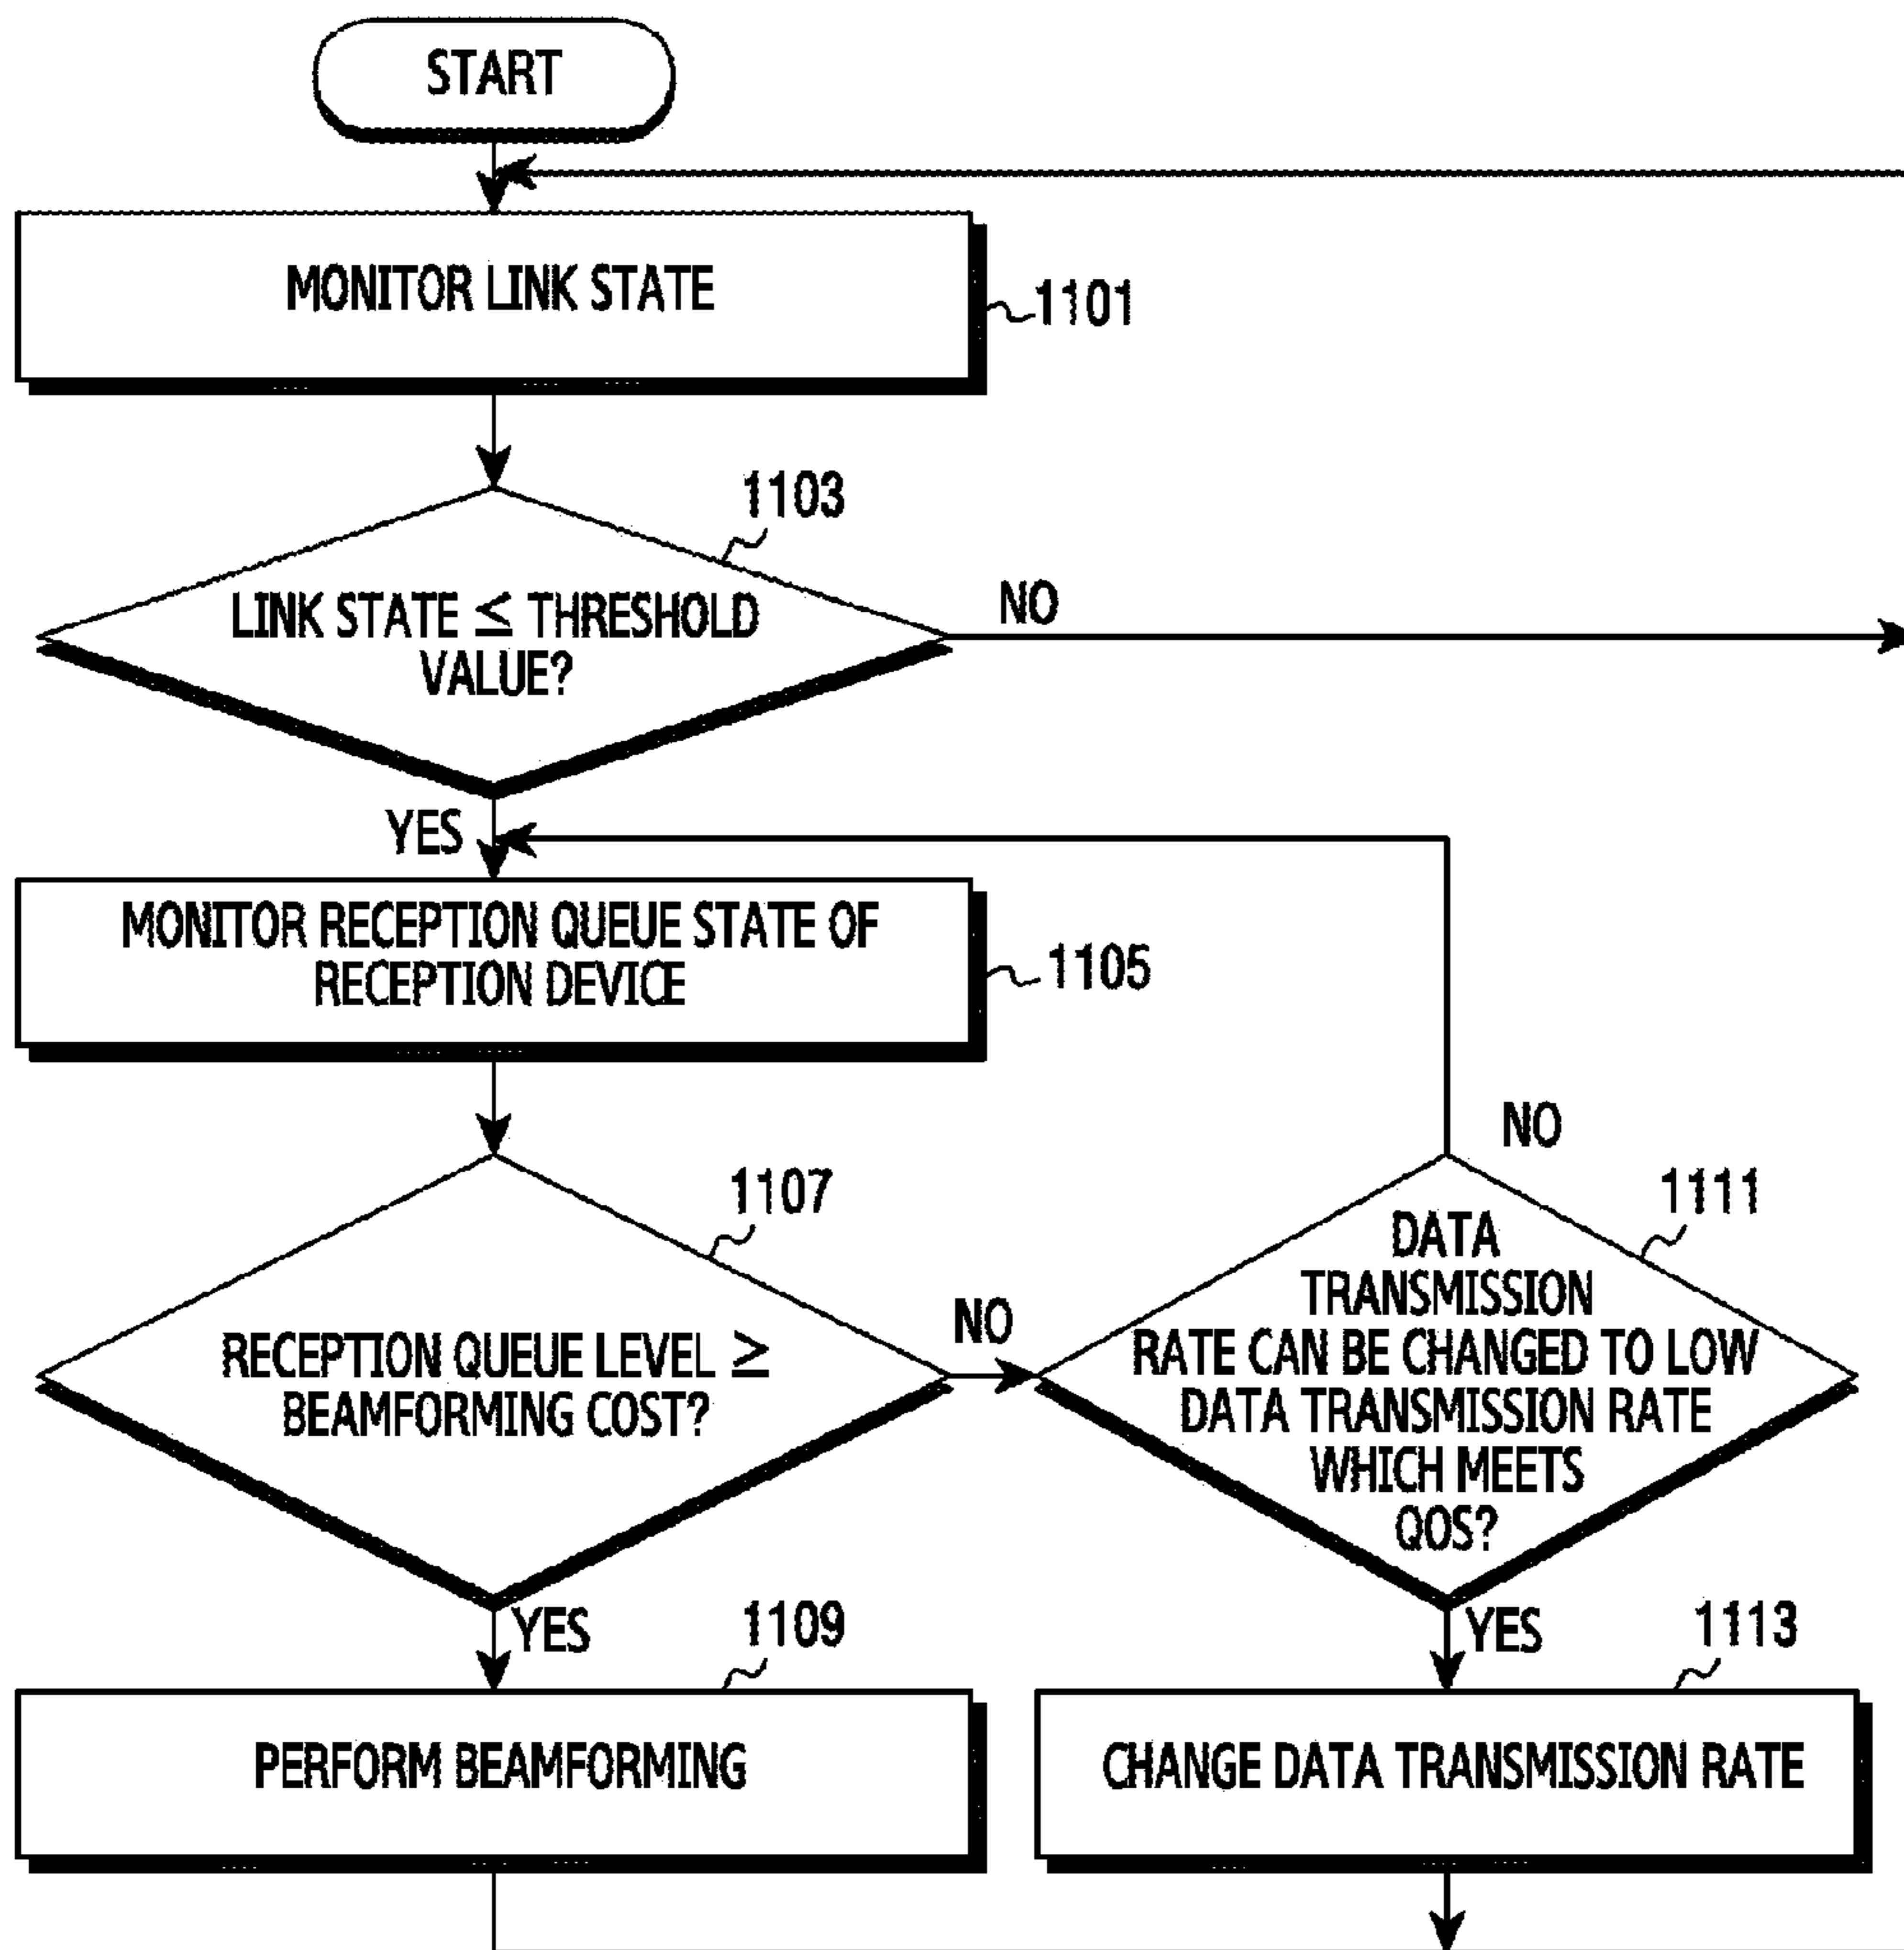 START
MONITOR LINK STATE
1101
1103
LINK STATE ≤ THRESHOLD
VALUE?
NO
YES
MONITOR RECEPTION QUEUE STATE OF
RECEPTION DEVICE
1105
1107
RECEPTION QUEUE LEVEL ≥
BEAMFORMING COST?
NO
NO
1111
DATA
TRANSMISSION
RATE CAN BE CHANGED TO LOW
DATA TRANSMISSION RATE
WHICH MEETS
QOS?
YES
1109
PERFORM BEAMFORMING
YES
1113
CHANGE DATA TRANSMISSION RATE